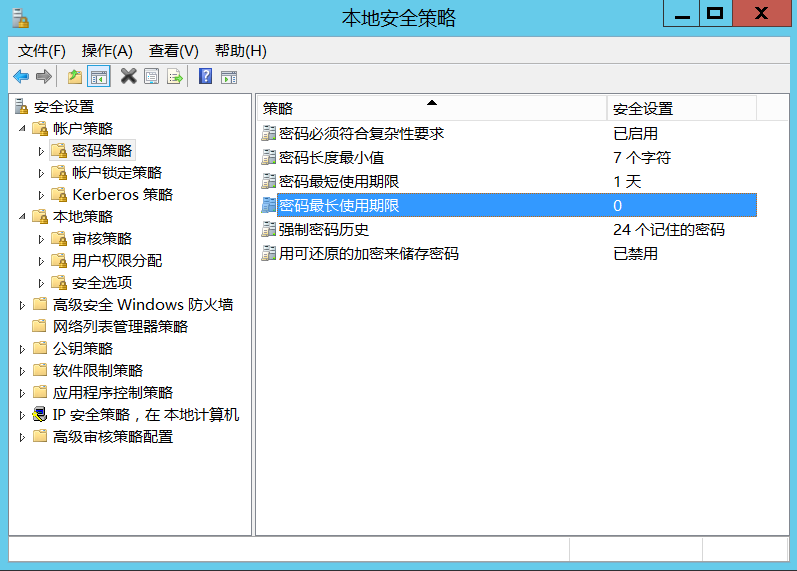 本地安全策略
文件(F) 操作(A) 查看(V) 帮助(H)
安全设置
帐户策略
密码策略
帐户锁定策略
Kerberos 策略
本地策略
审核策略
用户权限分配
安全选项
高级安全 Windows 防火墙
网络列表管理器策略
公钥策略
软件限制策略
应用程序控制策略
IP 安全策略，在 本地计算机
高级审核策略配置
策略 安全设置
密码必须符合复杂性要求 已启用
密码长度最小值 7 个字符
密码最短使用期限 1 天
密码最长使用期限 0
强制密码历史 24 个记住的密码
用可还原的加密来储存密码 已禁用